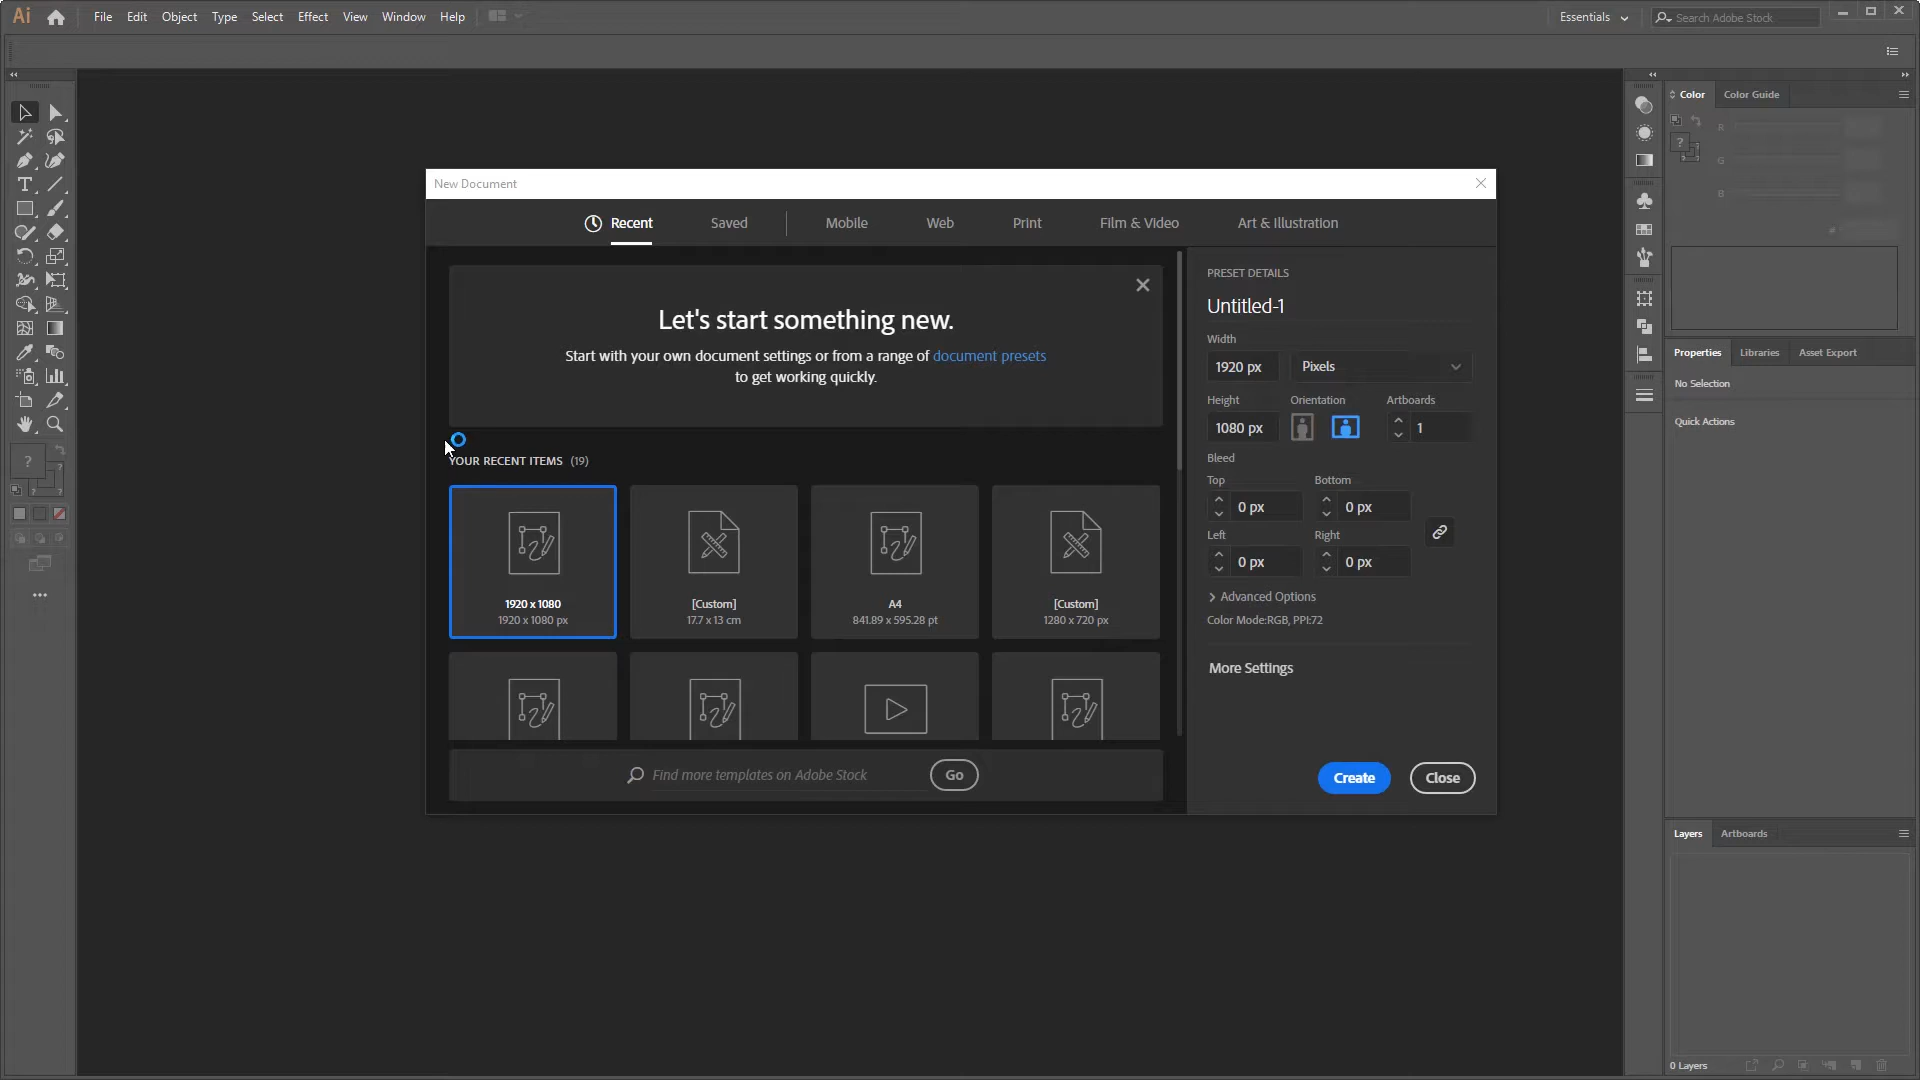 Ai File Edit Object Type Select Effect View Window Help
Essentials
Search Adobe Stock
Color Color Guide
R
G
B
#
Properties Libraries Asset Export
No Selection
Quick Actions
Layers Artboards
0 Layers
New Document
Recent Saved Mobile Web Print Film & Video Art & Illustration
Let's start something new.
Start with your own document settings or from a range of document presets
to get working quickly.
YOUR RECENT ITEMS (19)
1920 x 1080
1920 x 1080 px
[Custom]
17.7 x 13 cm
A4
841.89 x 595.28 pt
[Custom]
1280 x 720 px
Find more templates on Adobe Stock
Go
PRESET DETAILS
Untitled-1
Width
1920 px Pixels
Height Orientation Artboards
1080 px 1
Bleed
Top Bottom
0 px 0 px
Left Right
0 px 0 px
Advanced Options
Color Mode:RGB, PPI:72
More Settings
Create Close